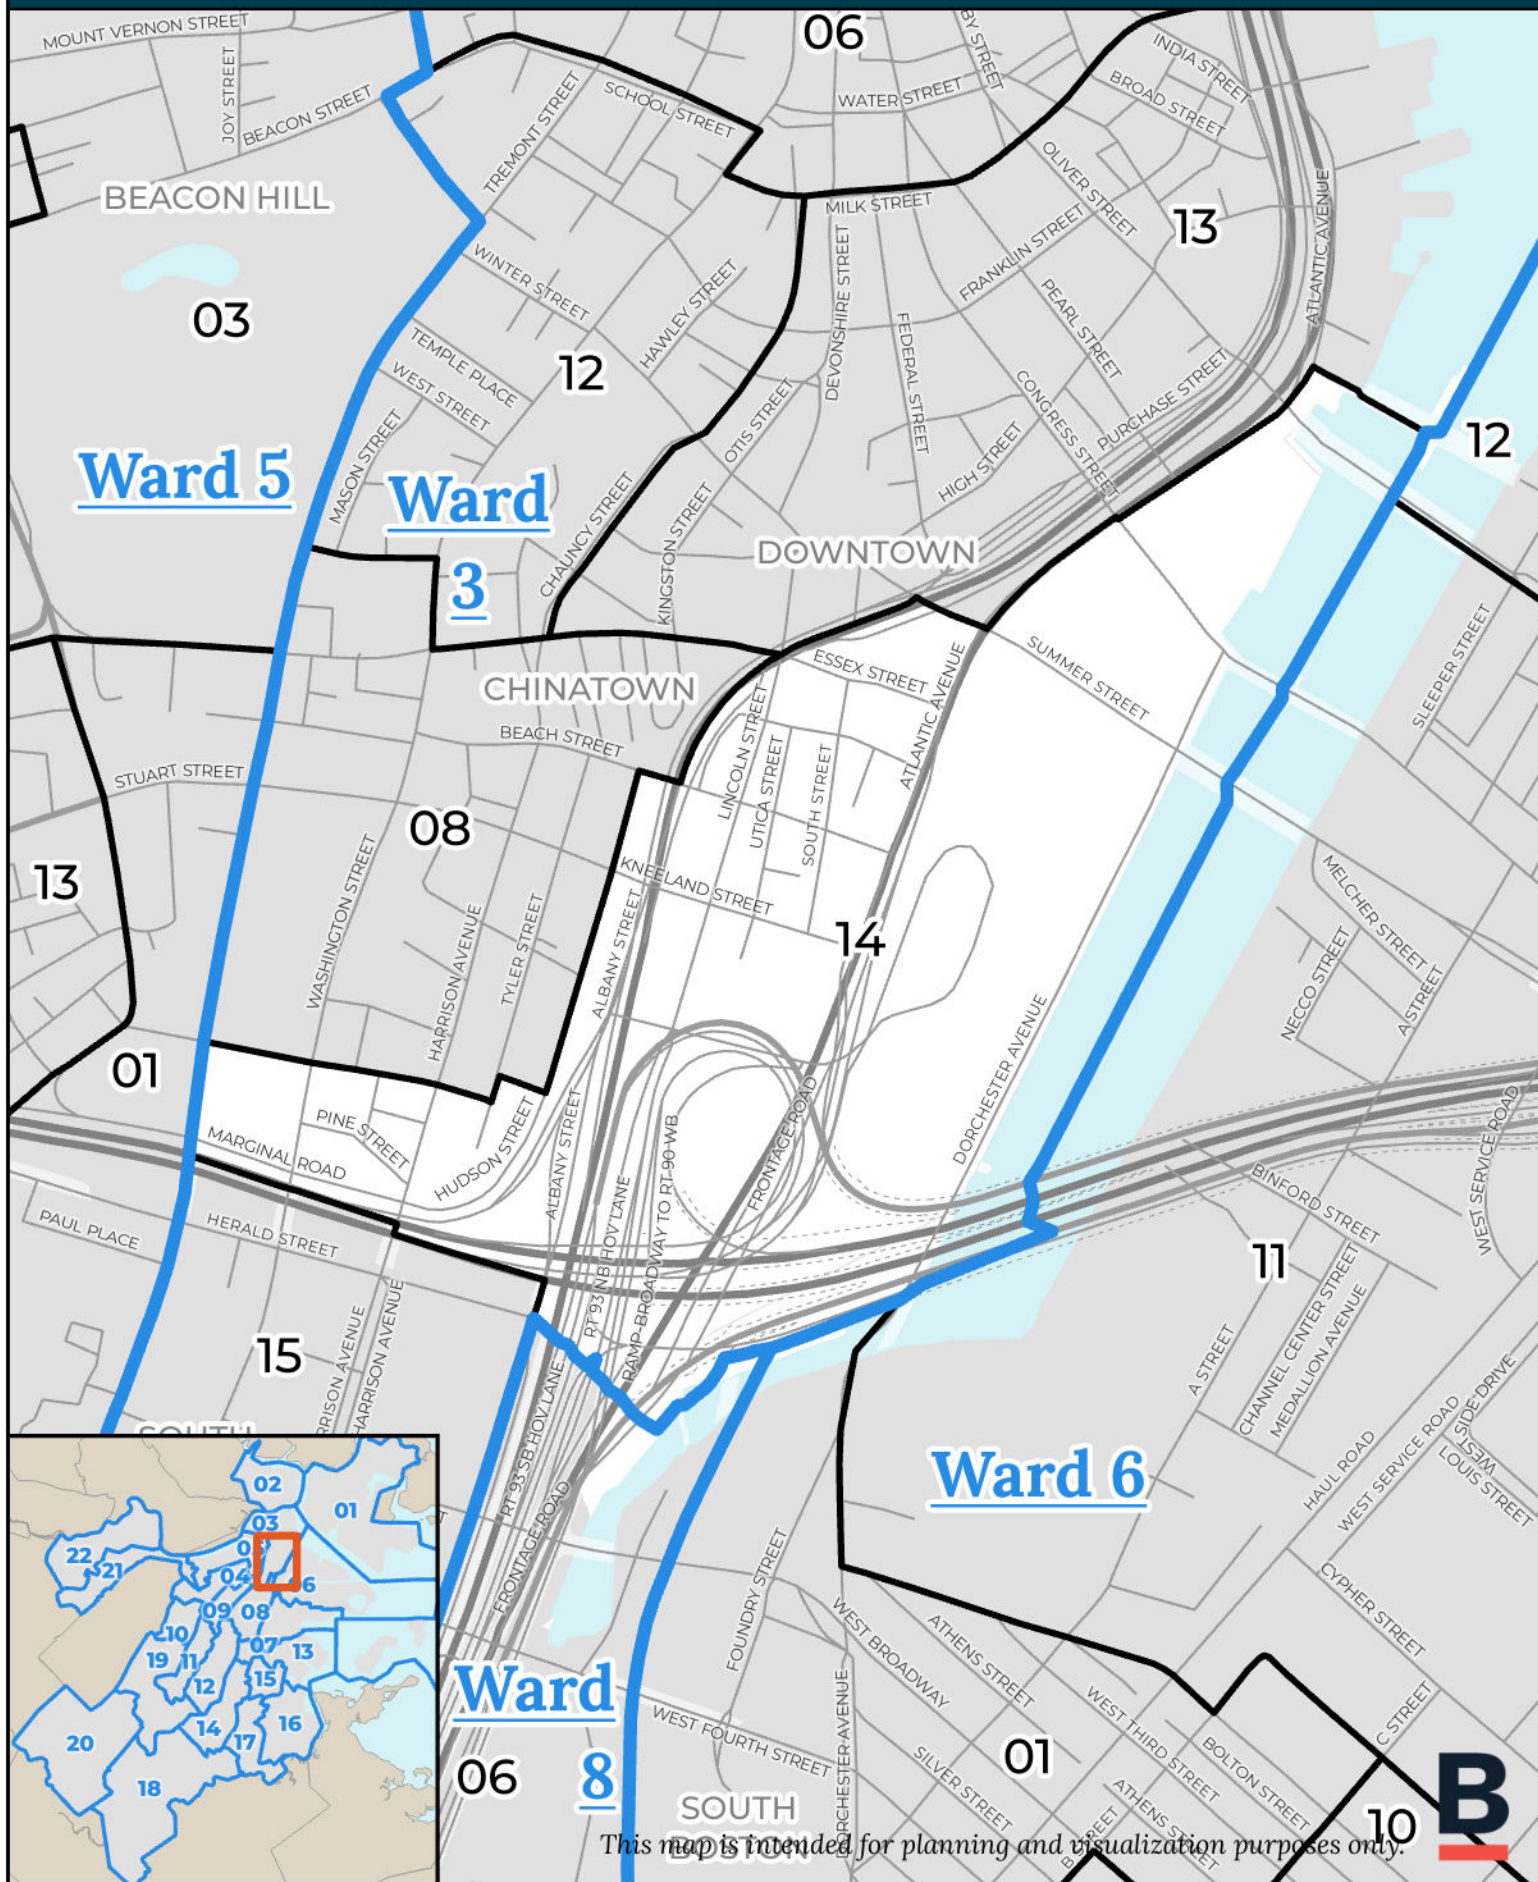 MOUNT VERNON STREET
JOY STREET
BEACON STREET
BEACON HILL
03
TREMONT STREET
SCHOOL STREET
06
WATER STREET
INDIA STREET
BROAD STREET
OLIVER STREET
ATLANTIC AVENUE
13
MILK STREET
FRANKLIN STREET
PEARL STREET
WINTER STREET
HAWLEY STREET
DEVONSHIRE STREET
FEDERAL STREET
CONGRESS STREET
PURCHASE STREET
TEMPLE PLACE
WEST STREET
12
MASON STREET
OTIS STREET
HIGH STREET
12
Ward 5
Ward
3
CHAUNCY STREET
KINGSTON STREET
DOWNTOWN
CHINATOWN
ESSEX STREET
SUMMER STREET
SLEEPER STREET
BEACH STREET
LINCOLN STREET
UTICA STREET
SOUTH STREET
ATLANTIC AVENUE
STUART STREET
08
13
WASHINGTON STREET
HARRISON AVENUE
TYLER STREET
KNEELAND STREET
ALBANY STREET
14
MELCHER STREET
NECCO STREET
A STREET
DORCHESTER AVENUE
01
PINE STREET
MARGINAL ROAD
HUDSON STREET
ALBANY STREET
RT 93 NB HOV LANE
RAMP-BROADWAY TO RT 90 WB
FRONTAGE ROAD
BINFORD STREET
WEST SERVICE ROAD
PAUL PLACE
HERALD STREET
11
CHANNEL CENTER STREET
MEDALLION AVENUE
A STREET
15
HARRISON AVENUE
RRISON AVENUE
SOUTH
RT 93 SB HOV LANE
FRONTAGE ROAD
Ward 6
HAUL ROAD
WEST SERVICE ROAD
WEST SIDE DRIVE
LOUIS STREET
FOUNDRY STREET
WEST BROADWAY
ATHENS STREET
CYPHER STREET
Ward
8
06
WEST FOURTH STREET
DORCHESTER AVENUE
SILVER STREET
01
WEST THIRD STREET
BOLTON STREET
ATHENS STREET
B STREET
C STREET
10
SOUTH
BOSTON
This map is intended for planning and visualization purposes only.
B
02
01
03
22
21
04
6
09
08
10
07
13
19
11
12
15
14
17
16
20
18